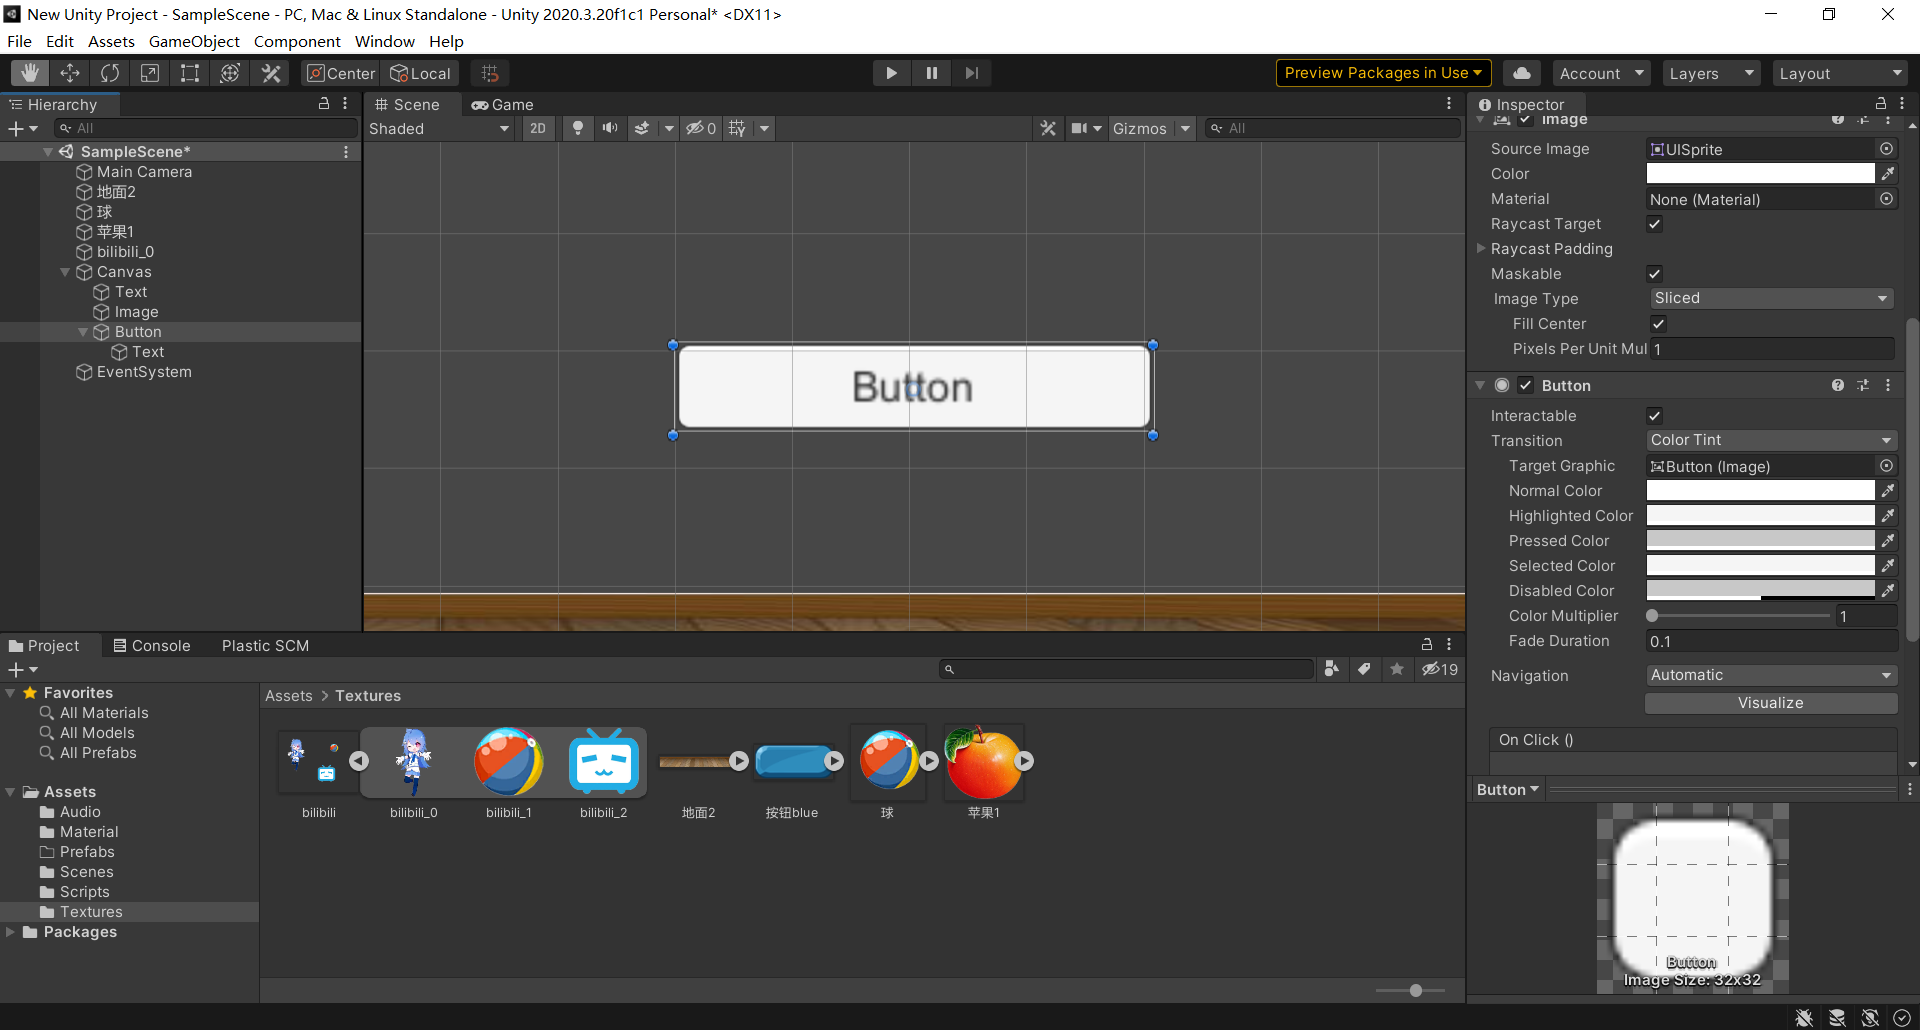 New Unity Project - SampleScene - PC, Mac & Linux Standalone - Unity 2020.3.20f1c1 Personal* <DX11>
File Edit Assets GameObject Component Window Help
Center Local Preview Packages in Use Account Layers Layout
Hierarchy
All
SampleScene*
Main Camera
地面2
球
苹果1
bilibili_0
Canvas
Text
Image
Button
Text
EventSystem
Scene Game
Shaded 2D 0 Gizmos All
Button
Inspector
Image
Source Image UISprite
Color
Material None (Material)
Raycast Target
Raycast Padding
Maskable
Image Type Sliced
Fill Center
Pixels Per Unit Mul 1
Button
Interactable
Transition Color Tint
Target Graphic Button (Image)
Normal Color
Highlighted Color
Pressed Color
Selected Color
Disabled Color
Color Multiplier 1
Fade Duration 0.1
Navigation Automatic
Visualize
On Click ()
Button
Button
Image Size: 32x32
Project Console Plastic SCM
19
Favorites
All Materials
All Models
All Prefabs
Assets
Audio
Material
Prefabs
Scenes
Scripts
Textures
Packages
Assets > Textures
bilibili bilibili_0 bilibili_1 bilibili_2 地面2 按钮blue 球 苹果1